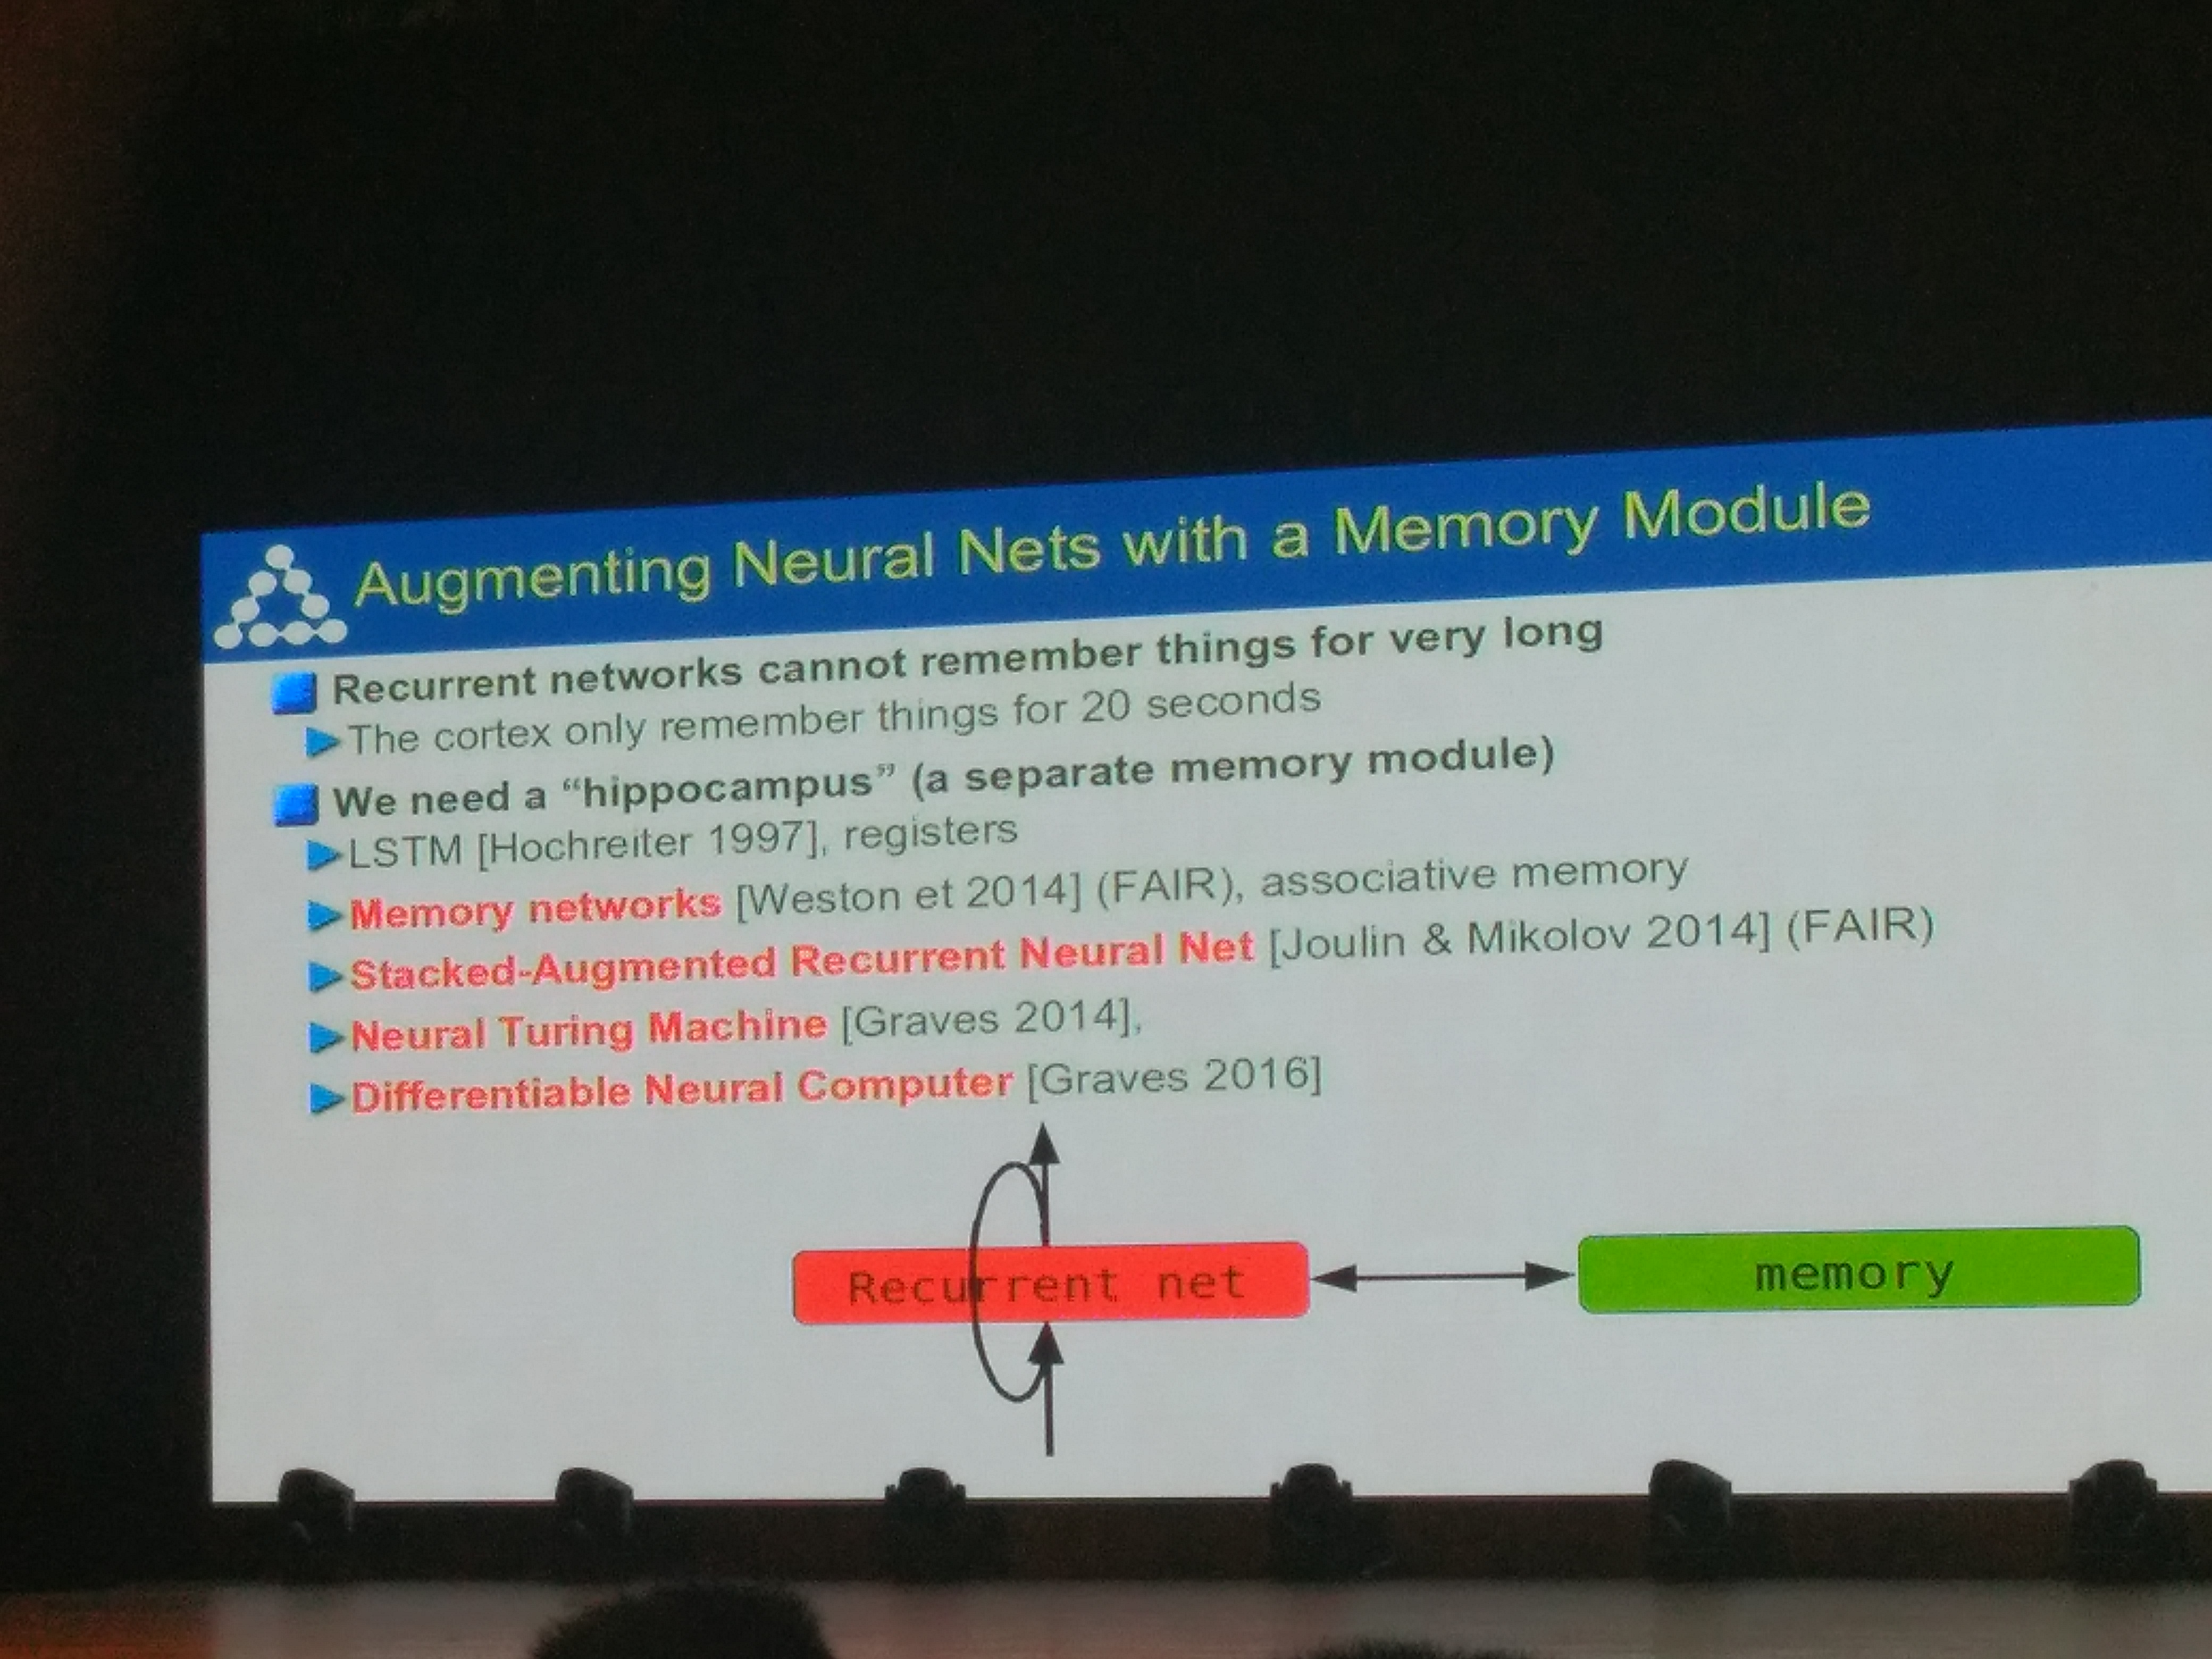 Augmenting Neural Nets with a Memory Module
Recurrent networks cannot remember things for very long
The cortex only remember things for 20 seconds
We need a “hippocampus” (a separate memory module)
LSTM [Hochreiter 1997], registers
Memory networks [Weston et 2014] (FAIR), associative memory
Stacked-Augmented Recurrent Neural Net [Joulin & Mikolov 2014] (FAIR)
Neural Turing Machine [Graves 2014],
Differentiable Neural Computer [Graves 2016]
Recurrent net
memory